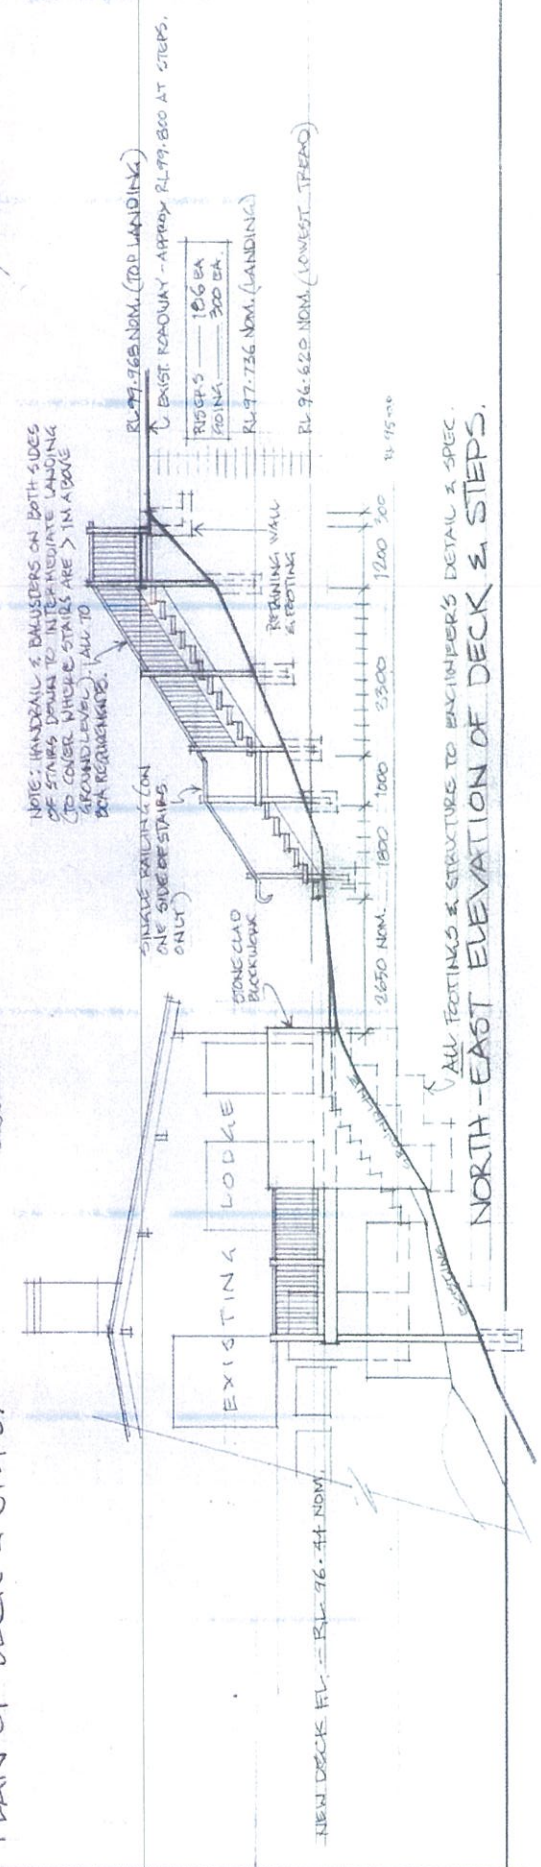 NOTE: HANDRAIL & BALUSTERS ON BOTH SIDES
OF STAIRS DOWN TO INTERMEDIATE LANDING
(TO COVER WHERE STAIRS ARE > 1M ABOVE
GROUND LEVEL). ALL TO
BCA REQUIREMENTS.
SINGLE RAILING (ON
ONE SIDE OF STAIRS
ONLY)
STONE CLAD
BLOCKWORK
RL 99.968 NOM. (TOP LANDING)
EXIST. ROADWAY - APPROX RL 99.800 AT STEPS.
RISERS —— 186 EA
GOING —— 300 EA.
RL 97.736 NOM. (LANDING)
RL 96.620 NOM. (LOWEST TREAD)
RETAINING WALL
& FOOTING
EXISTING LODGE
2650 NOM. 1800 1000 3300 1200 300
EXISTING
NEW DECK F.L. = RL 96.44 NOM.
ALL FOOTINGS & STRUCTURE TO ENGINEER'S DETAIL & SPEC.
NORTH-EAST ELEVATION OF DECK & STEPS.